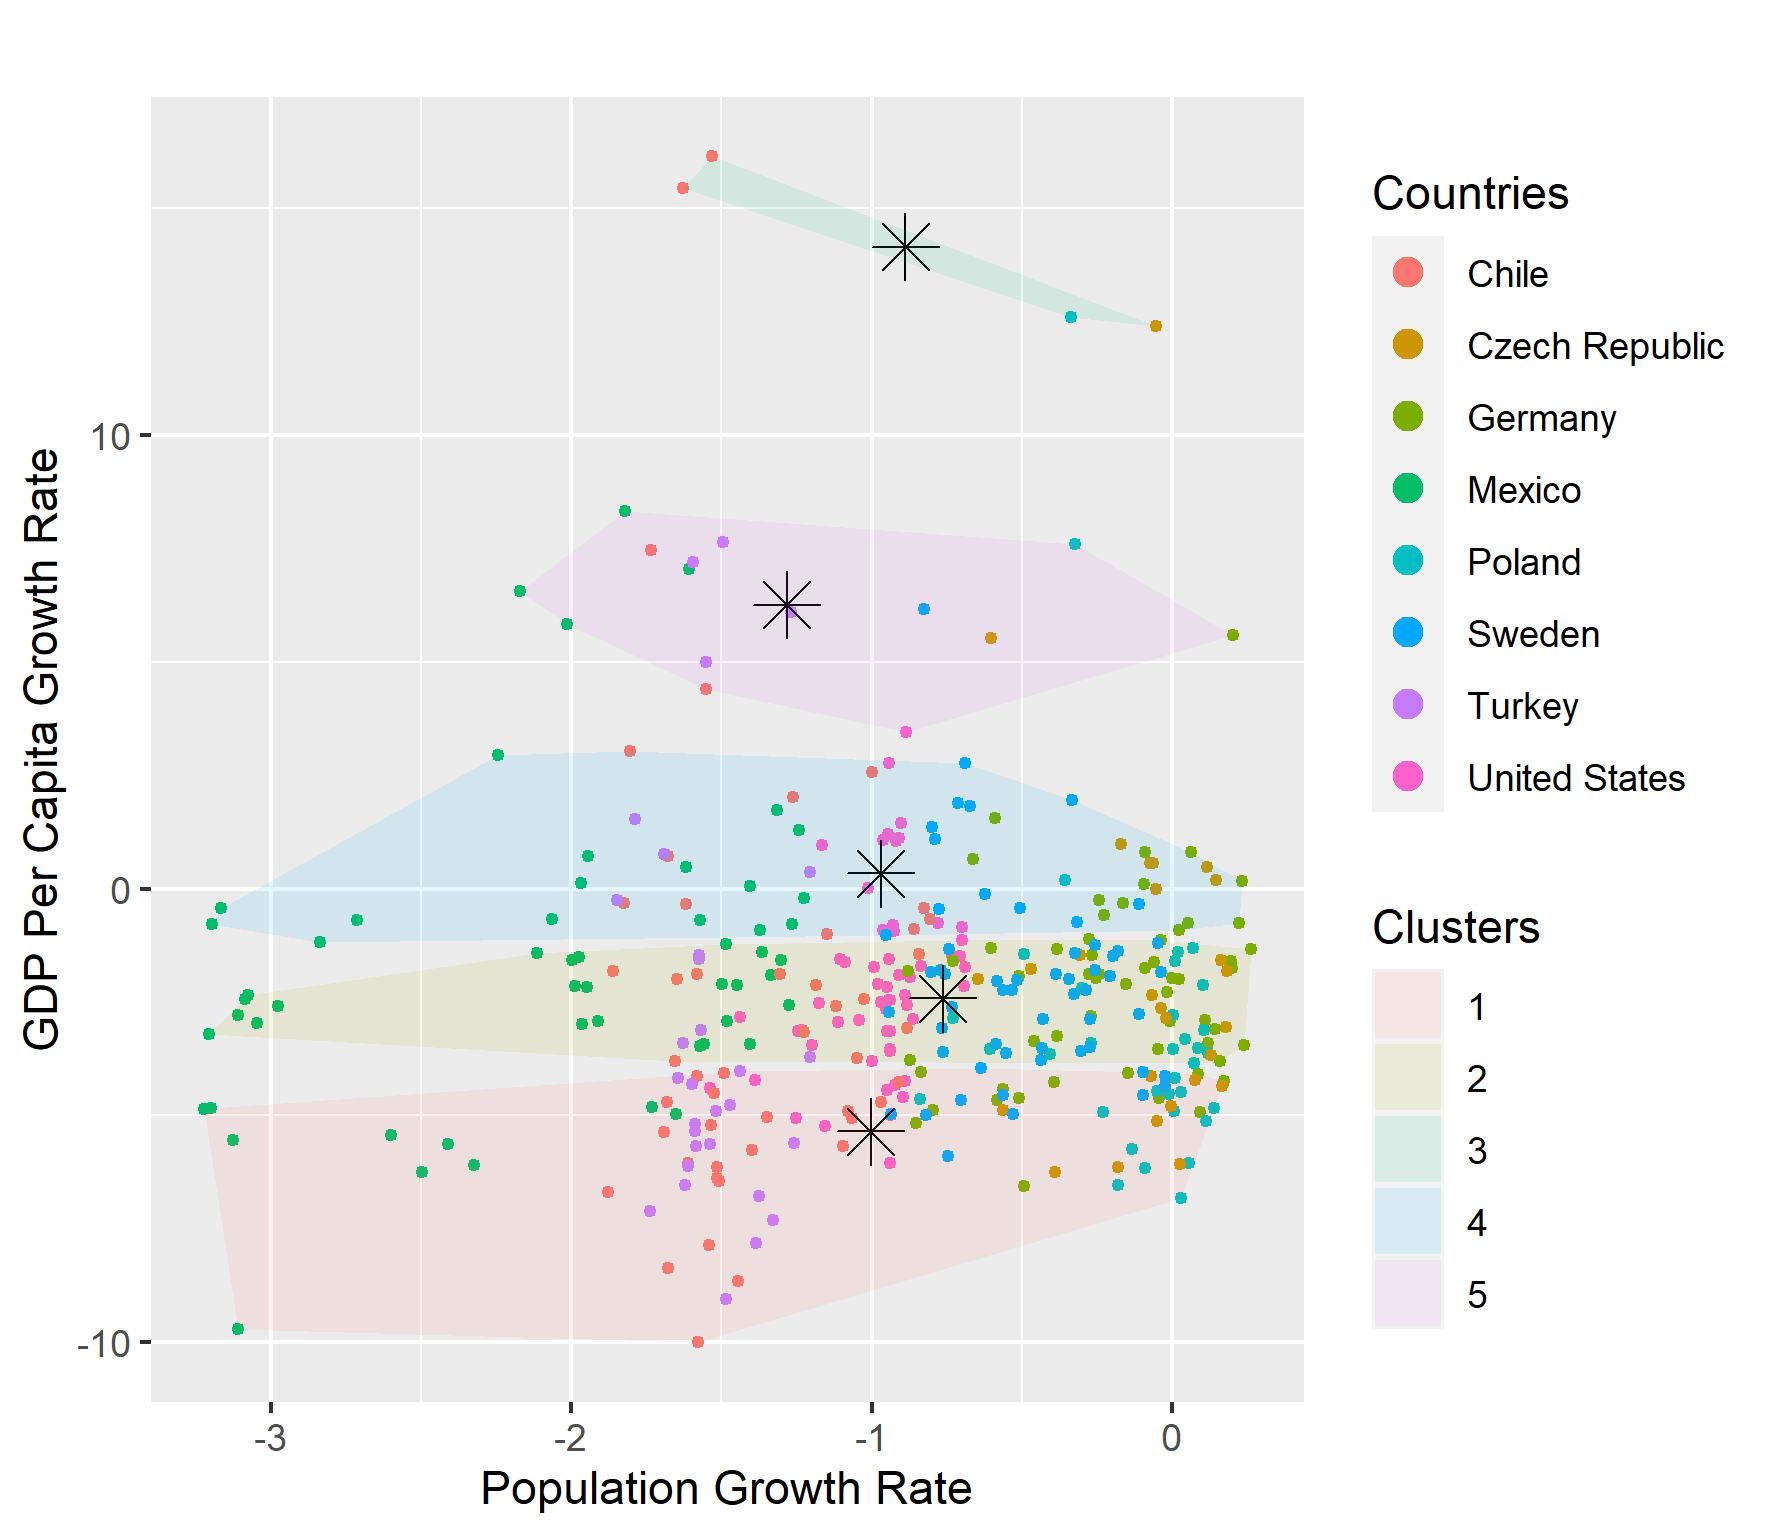 GDP Per Capita Growth Rate
10
0
-10
-3
-2
-1
0
Population Growth Rate
Countries
Chile
Czech Republic
Germany
Mexico
Poland
Sweden
Turkey
United States
Clusters
1
2
3
4
5